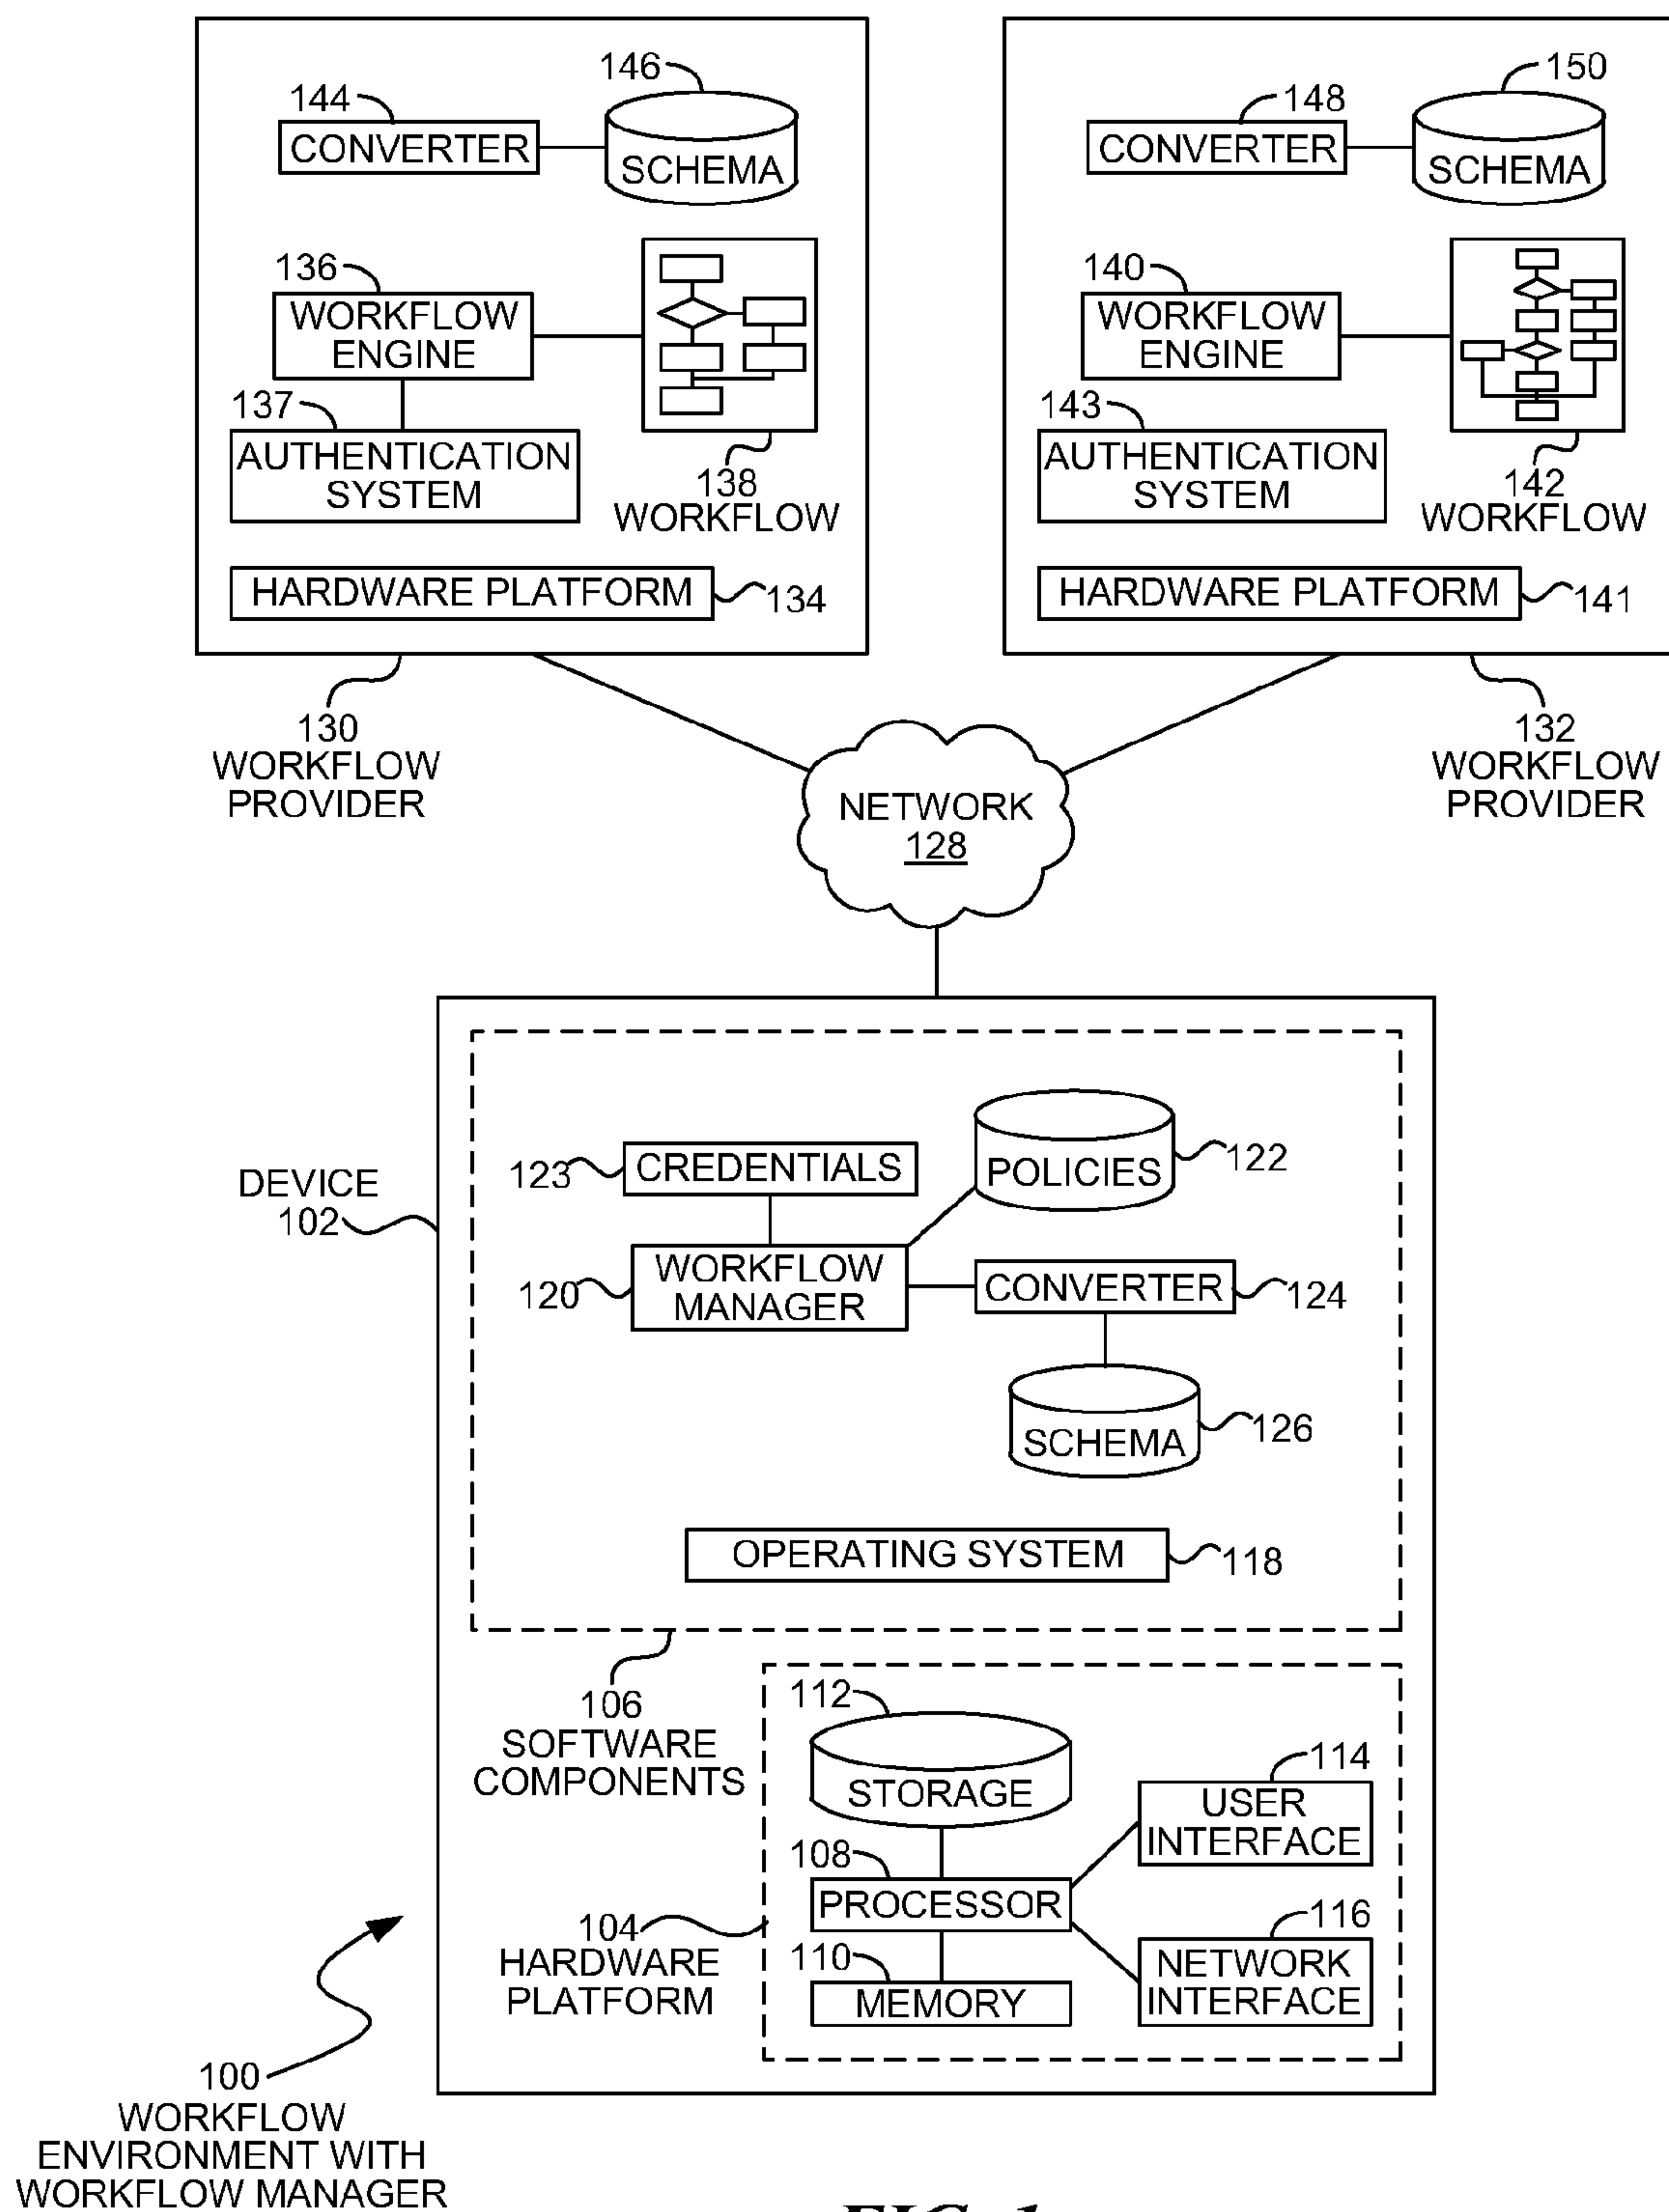 146
144
CONVERTER
SCHEMA
136
WORKFLOW
ENGINE
137
AUTHENTICATION
SYSTEM
138
WORKFLOW
HARDWARE PLATFORM
134
130
WORKFLOW
PROVIDER
150
148
CONVERTER
SCHEMA
140
WORKFLOW
ENGINE
143
AUTHENTICATION
SYSTEM
142
WORKFLOW
HARDWARE PLATFORM
141
132
WORKFLOW
PROVIDER
NETWORK
128
DEVICE
102
123
CREDENTIALS
POLICIES
122
120
WORKFLOW
MANAGER
CONVERTER
124
SCHEMA
126
OPERATING SYSTEM
118
106
SOFTWARE
COMPONENTS
112
STORAGE
114
USER
INTERFACE
108
PROCESSOR
104
HARDWARE
PLATFORM
116
NETWORK
INTERFACE
110
MEMORY
100
WORKFLOW
ENVIRONMENT WITH
WORKFLOW MANAGER
FIG. 1